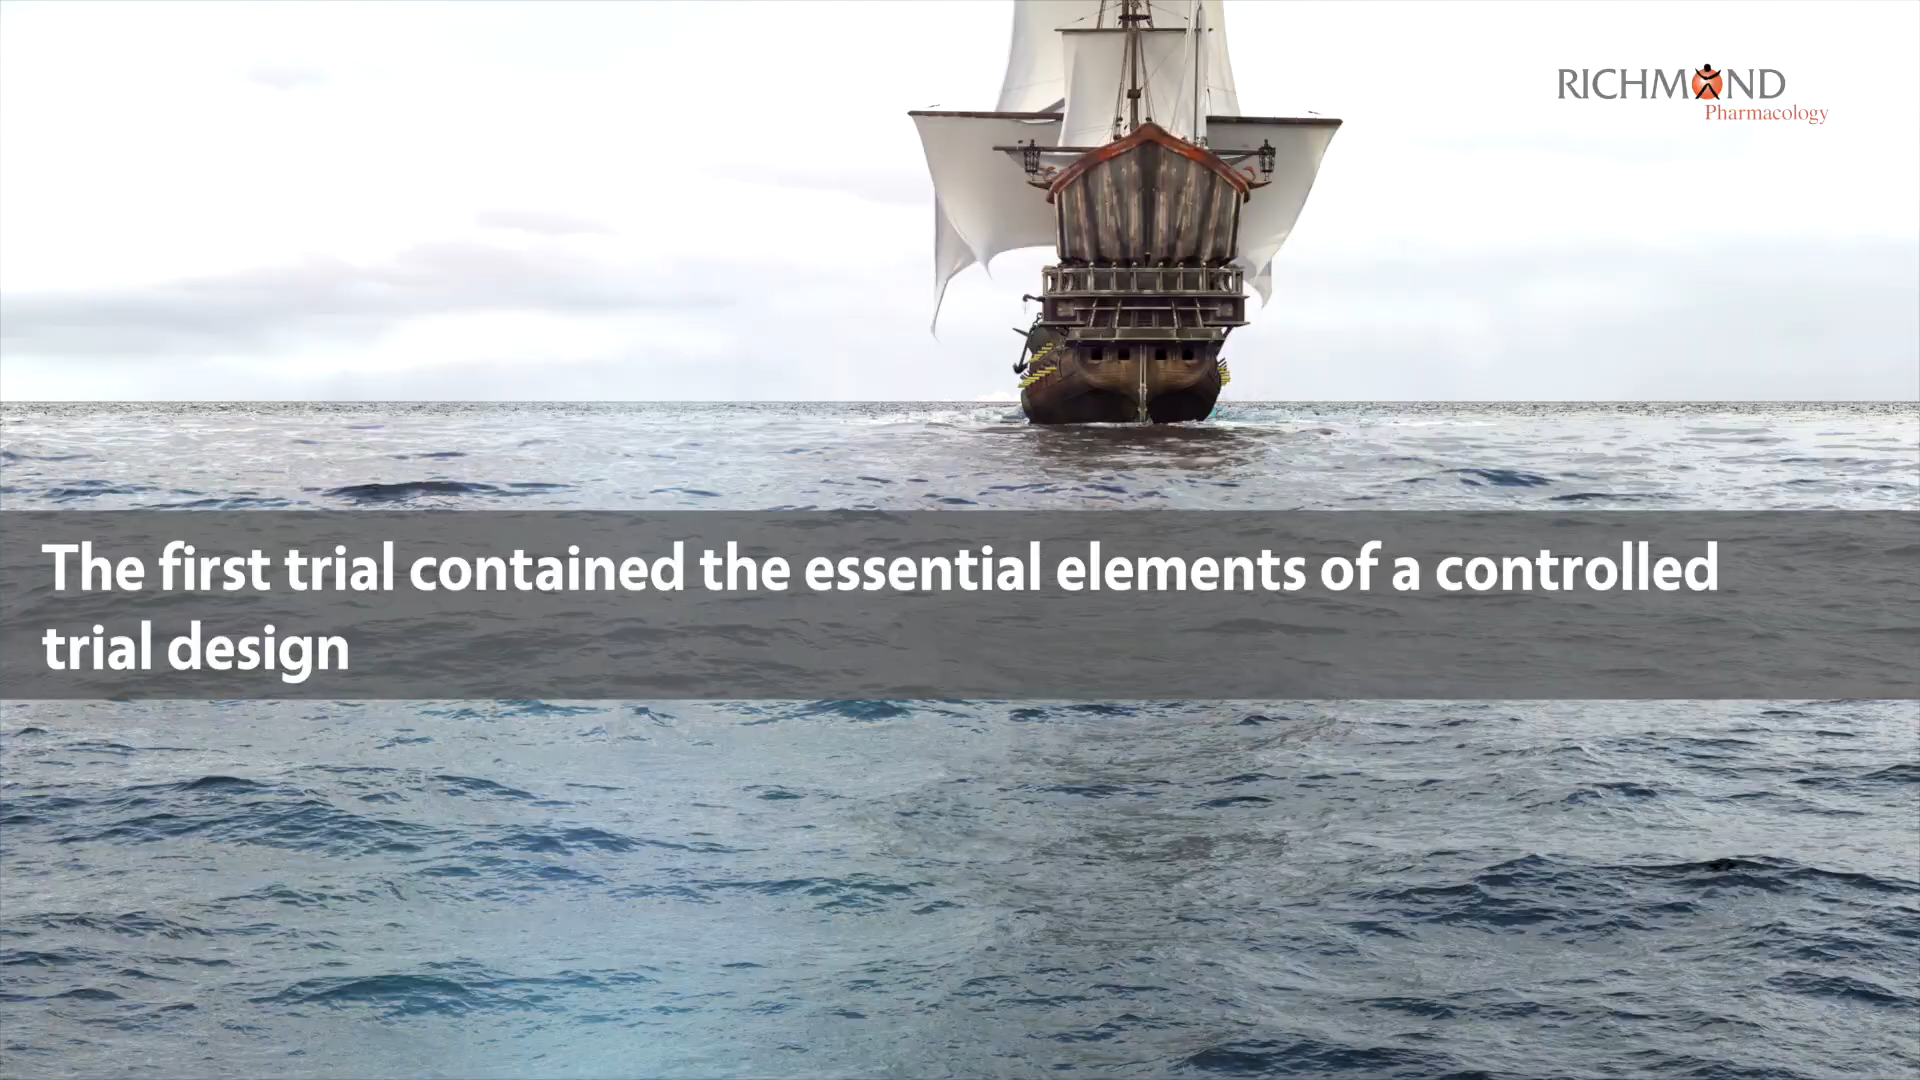 RICHMOND
Pharmacology
The first trial contained the essential elements of a controlled
trial design